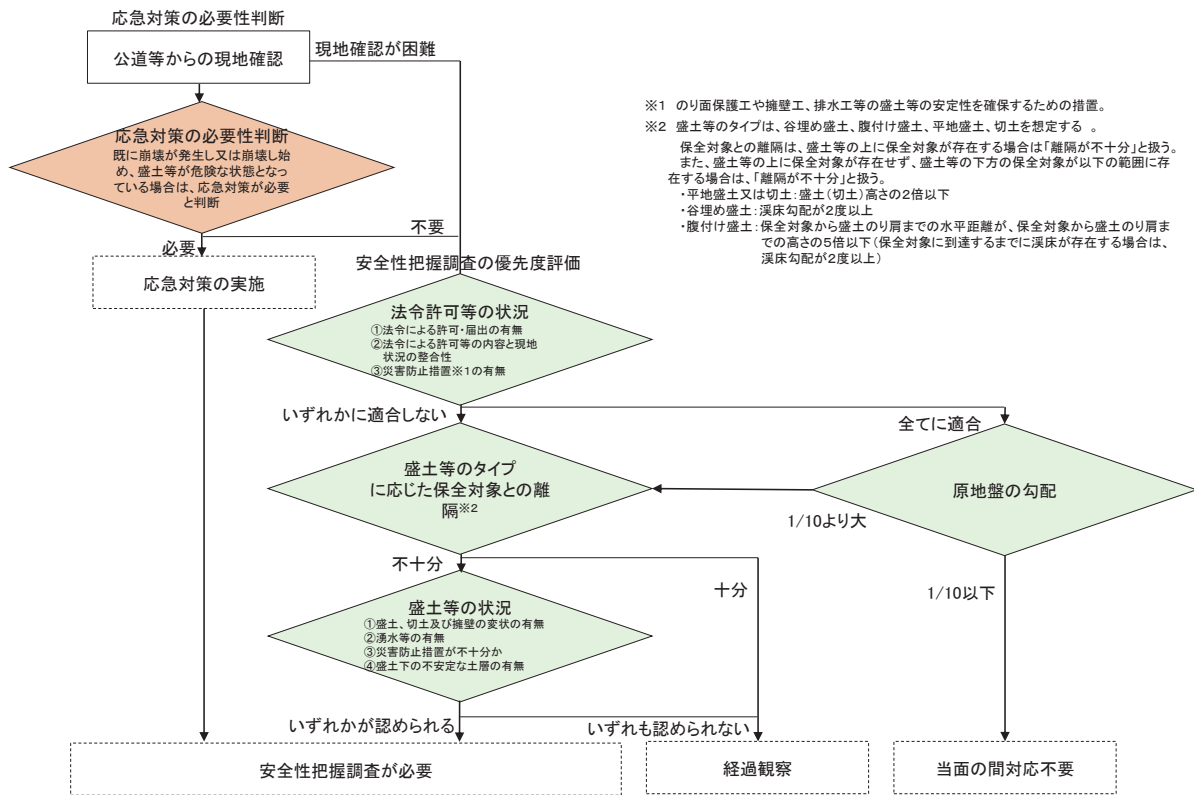 応急対策の必要性判断
公道等からの現地確認
現地確認が困難
応急対策の必要性判断
既に崩壊が発生し又は崩壊し始
め、盛土等が危険な状態となっ
ている場合は、応急対策が必要
と判断
不要
必要
応急対策の実施
※1 のり面保護工や擁壁工、排水工等の盛土等の安定性を確保するための措置。
※2 盛土等のタイプは、谷埋め盛土、腹付け盛土、平地盛土、切土を想定する 。
保全対象との離隔は、盛土等の上に保全対象が存在する場合は「離隔が不十分」と扱う。
また、盛土等の上に保全対象が存在せず、盛土等の下方の保全対象が以下の範囲に存
在する場合は、「離隔が不十分」と扱う。
・平地盛土又は切土:盛土(切土)高さの2倍以下
・谷埋め盛土:渓床勾配が2度以上
・腹付け盛土:保全対象から盛土のり肩までの水平距離が、保全対象から盛土のり肩ま
での高さの5倍以下(保全対象に到達するまでに渓床が存在する場合は、
渓床勾配が2度以上)
安全性把握調査の優先度評価
法令許可等の状況
①法令による許可・届出の有無
②法令による許可等の内容と現地
状況の整合性
③災害防止措置※1の有無
いずれかに適合しない
全てに適合
盛土等のタイプ
に応じた保全対象との離
隔※2
原地盤の勾配
1/10より大
1/10以下
不十分
十分
盛土等の状況
①盛土、切土及び擁壁の変状の有無
②湧水等の有無
③災害防止措置が不十分か
④盛土下の不安定な土層の有無
いずれかが認められる
いずれも認められない
安全性把握調査が必要
経過観察
当面の間対応不要